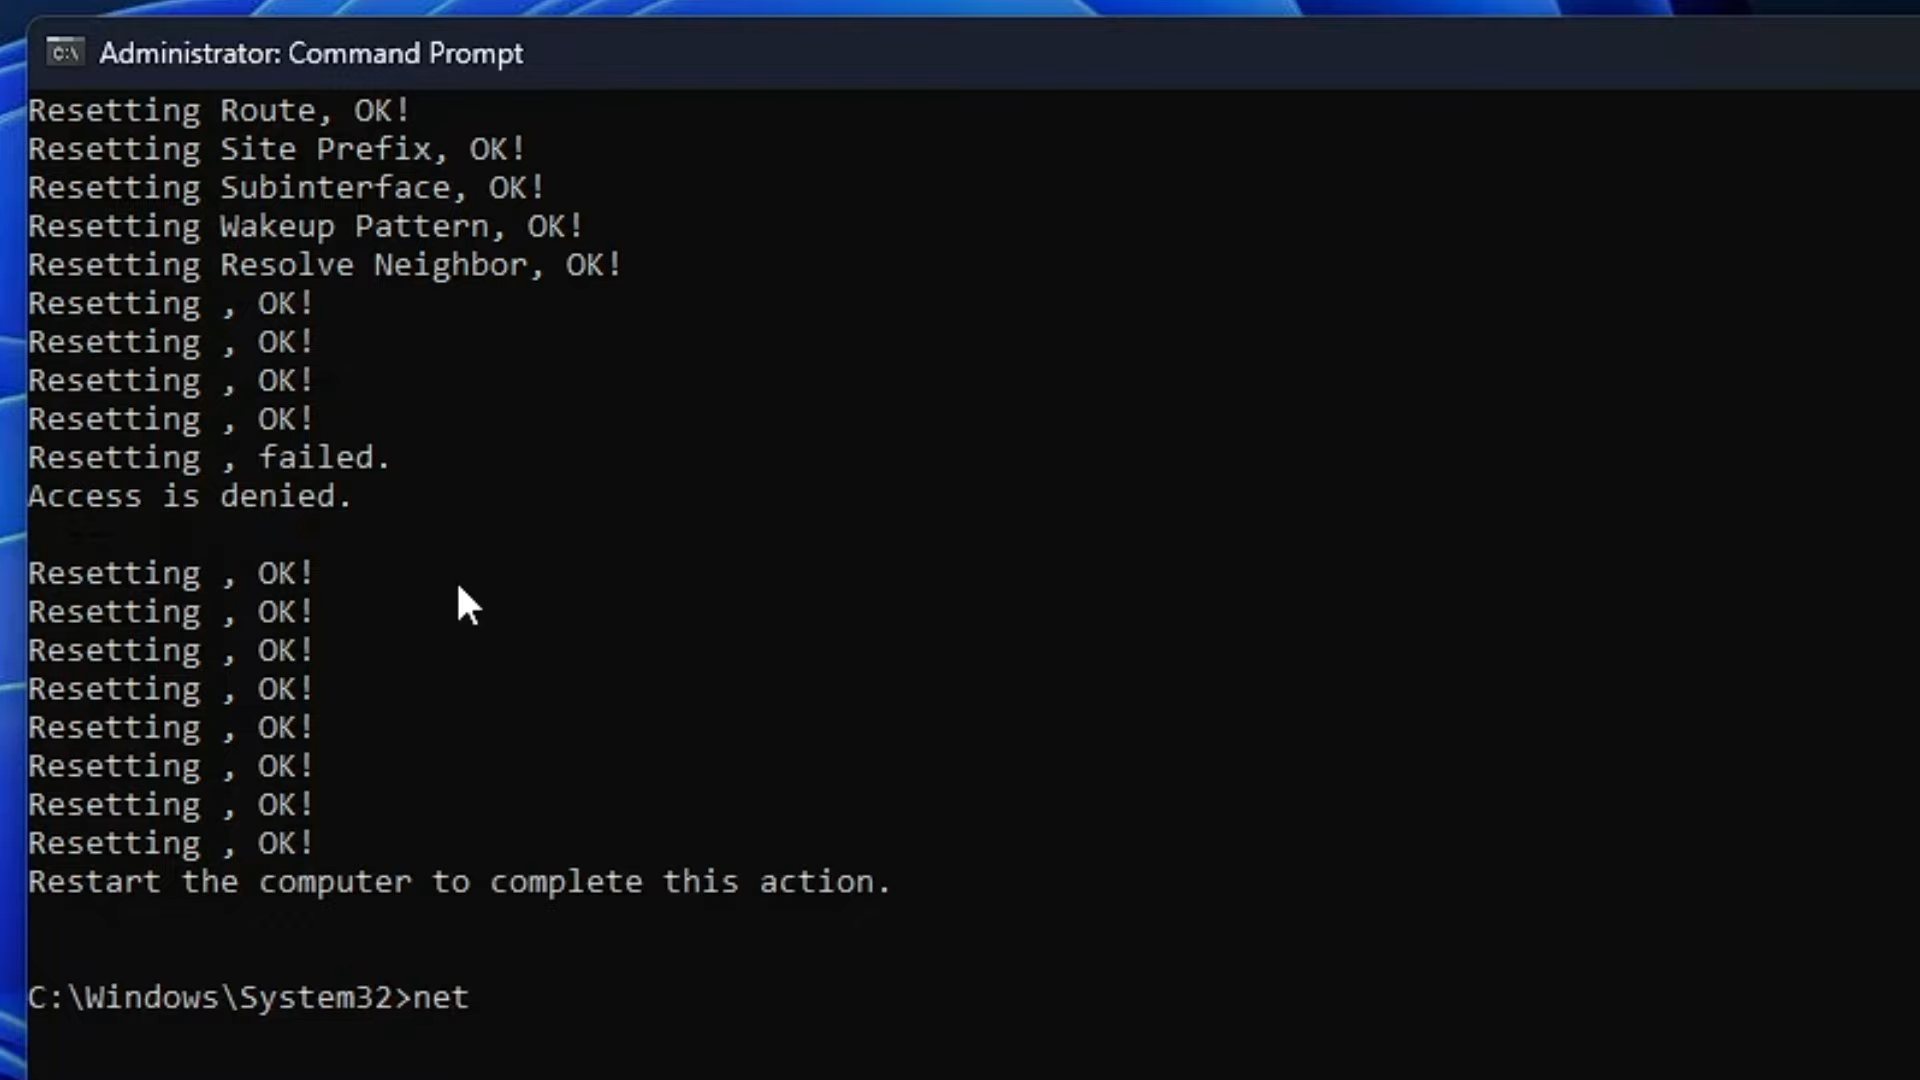 Administrator: Command Prompt
Resetting Route, OK!
Resetting Site Prefix, OK!
Resetting Subinterface, OK!
Resetting Wakeup Pattern, OK!
Resetting Resolve Neighbor, OK!
Resetting , OK!
Resetting , OK!
Resetting , OK!
Resetting , OK!
Resetting , failed.
Access is denied.
Resetting , OK!
Resetting , OK!
Resetting , OK!
Resetting , OK!
Resetting , OK!
Resetting , OK!
Resetting , OK!
Resetting , OK!
Restart the computer to complete this action.
C:\Windows\System32>net